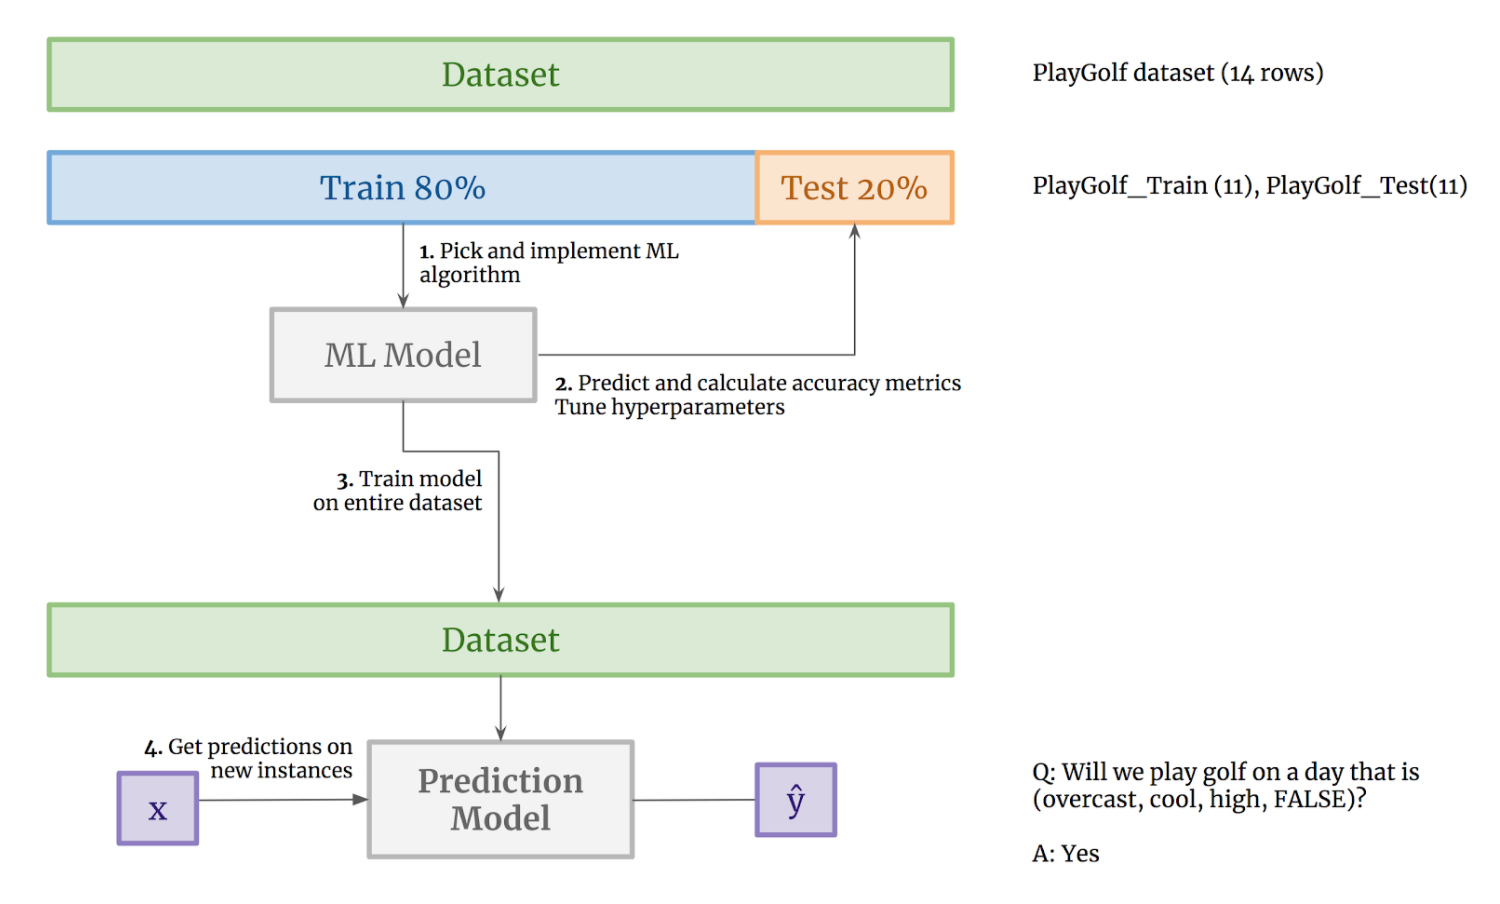 Dataset
PlayGolf dataset (14 rows)
Train 80%
Test 20%
PlayGolf_Train (11), PlayGolf_Test(11)
1. Pick and implement ML
algorithm
ML Model
2. Predict and calculate accuracy metrics
Tune hyperparameters
3. Train model
on entire dataset
Dataset
4. Get predictions on
new instances
x
Prediction
Model
ŷ
Q: Will we play golf on a day that is
(overcast, cool, high, FALSE)?
A: Yes